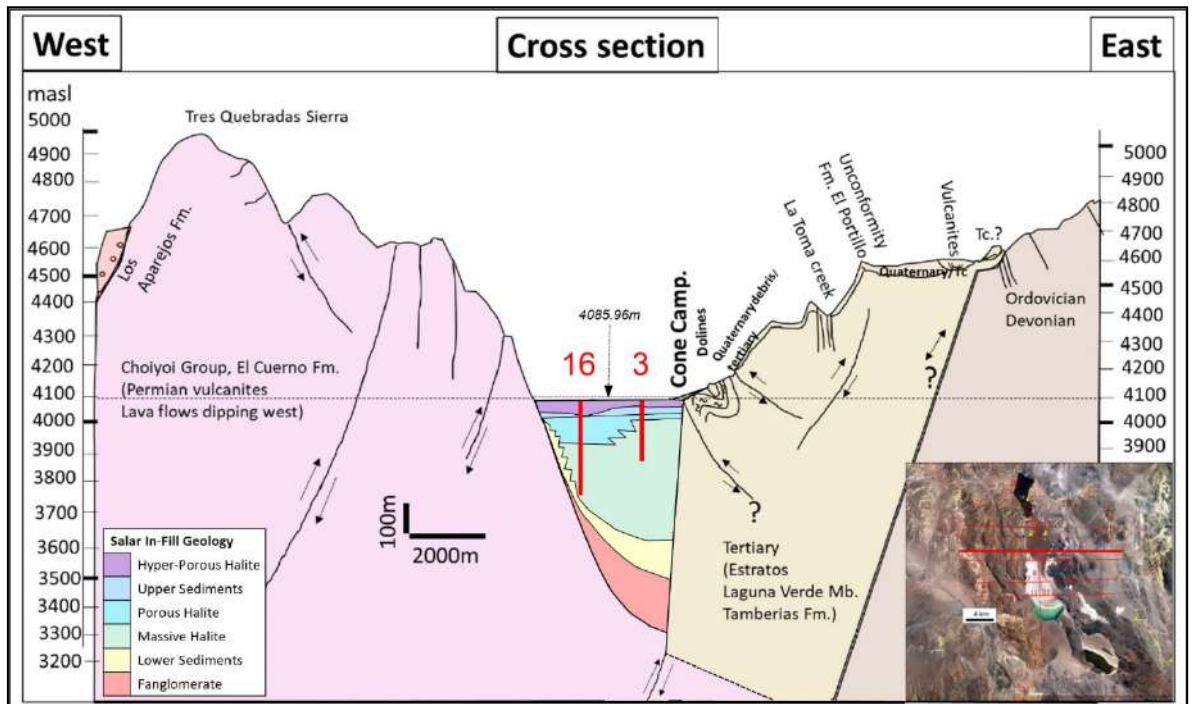 West
Cross section
East
masl
5000
4900
4800
4700
4600
4500
4400
4300
4200
4100
4000
3900
3800
3700
3600
3500
3400
3300
3200
Tres Quebradas Sierra
Los
Aparejos Fm.
Choiyoi Group, El Cuerno Fm.
(Permian vulcanites
Lava flows dipping west)
100m
2000m
4085.96m
16
3
Cone Camp.
Dolines
Quaternary debris/
tertiary
La Toma creek
Unconformity
Fm. El Portillo
Vulcanites
Tc.?
Quaternary/Tc
Ordovician
Devonian
?
?
Tertiary
(Estratos
Laguna Verde Mb.
Tamberias Fm.)
5000
4900
4800
4700
4600
4500
4400
4300
4200
4100
4000
3900
Salar In-Fill Geology
Hyper-Porous Halite
Upper Sediments
Porous Halite
Massive Halite
Lower Sediments
Fanglomerate
4 km